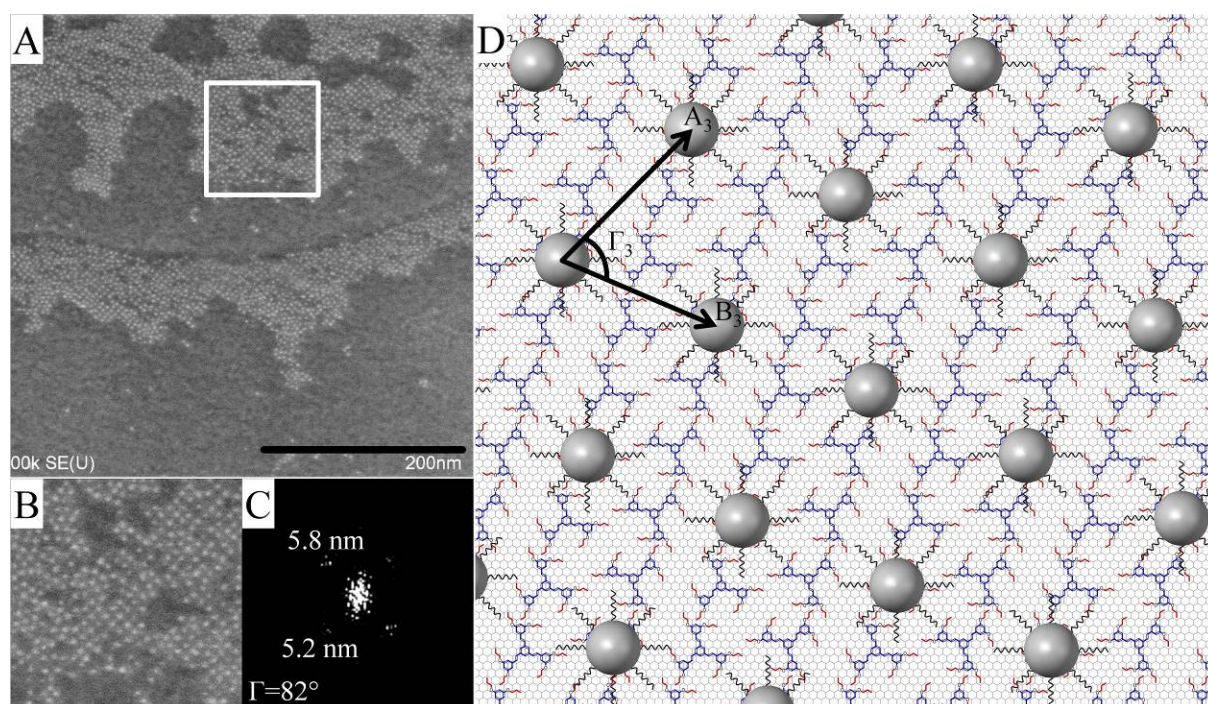 A
00k SE(U)
200nm
B
C
5.8 nm
5.2 nm
Γ=82°
D
A₃
Γ₃
B₃